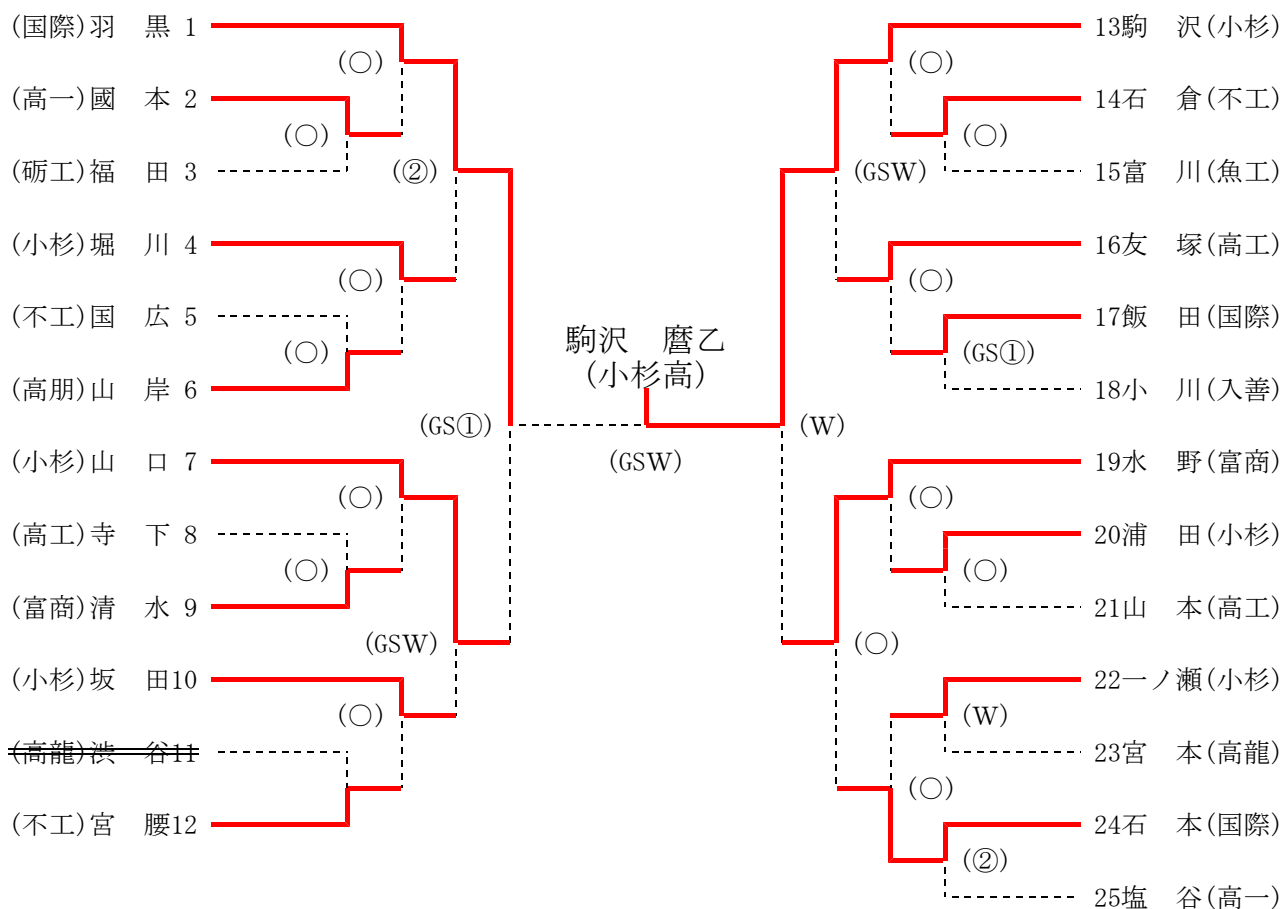 (国際)羽　黒 1
(〇)
(高一)國　本 2
(〇)
(砺工)福　田 3
(②)
(小杉)堀　川 4
(〇)
(不工)国　広 5
(〇)
(高朋)山　岸 6
(GS①)
(小杉)山　口 7
(〇)
(高工)寺　下 8
(〇)
(富商)清　水 9
(GSW)
(小杉)坂　田10
(〇)
(高龍)渋　谷11
(不工)宮　腰12
駒沢　麿乙
(小杉高)
(GSW)
13駒　沢(小杉)
(〇)
14石　倉(不工)
(〇)
15富　川(魚工)
(GSW)
16友　塚(高工)
(〇)
17飯　田(国際)
(GS①)
18小　川(入善)
(W)
19水　野(富商)
(〇)
20浦　田(小杉)
(〇)
21山　本(高工)
(〇)
22一ノ瀬(小杉)
(W)
23宮　本(高龍)
(〇)
24石　本(国際)
(②)
25塩　谷(高一)